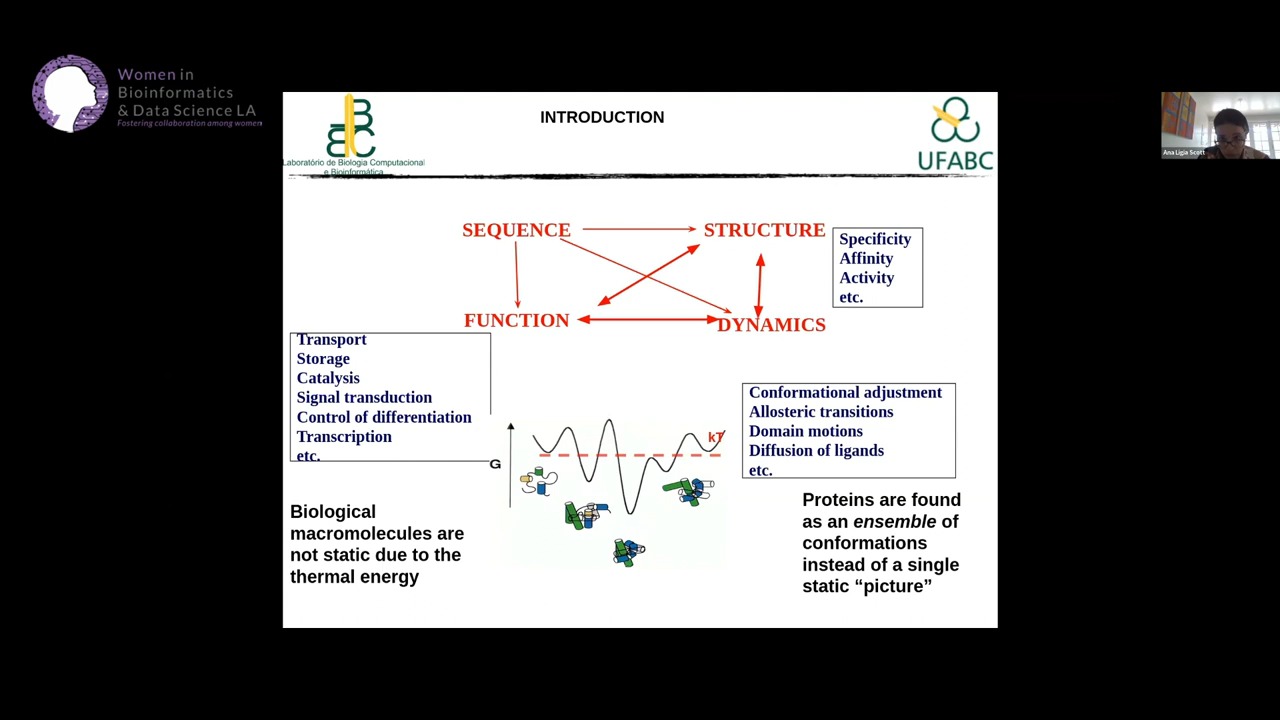 Women in
Bioinformatics
& Data Science LA
Fostering collaboration among women
Laboratório de Biologia Computacional
e Bioinformática
INTRODUCTION
UFABC
Ana Ligia Scott
SEQUENCE
STRUCTURE
FUNCTION
DYNAMICS
Specificity
Affinity
Activity
etc.
Transport
Storage
Catalysis
Signal transduction
Control of differentiation
Transcription
etc.
Conformational adjustment
Allosteric transitions
Domain motions
Diffusion of ligands
etc.
G
kT
Biological
macromolecules are
not static due to the
thermal energy
Proteins are found
as an ensemble of
conformations
instead of a single
static “picture”